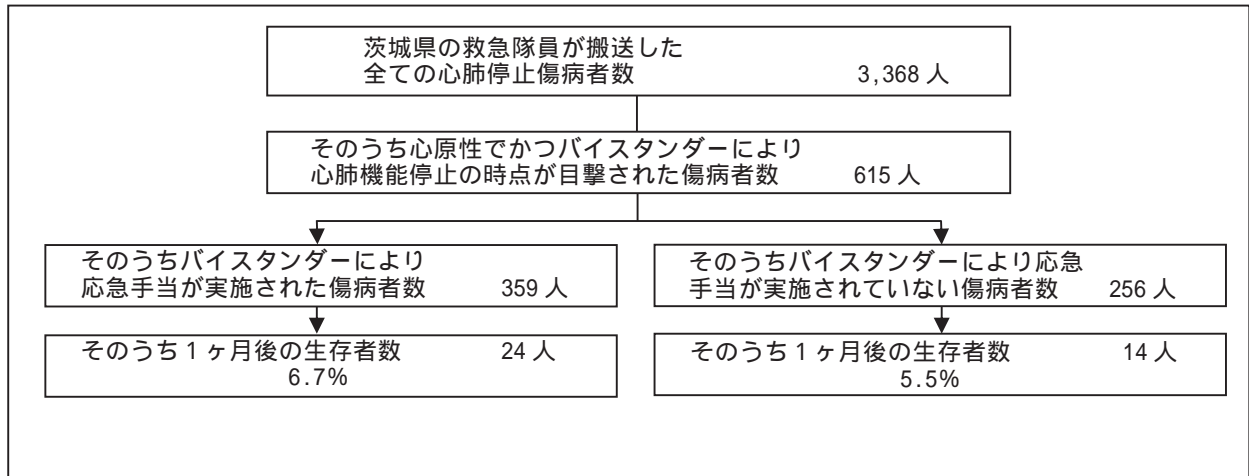 茨城県の救急隊員が搬送した
全ての心肺停止傷病者数 3,368 人
そのうち心原性でかつバイスタンダーにより
心肺機能停止の時点が目撃された傷病者数 615 人
そのうちバイスタンダーにより
応急手当が実施された傷病者数 359 人
そのうちバイスタンダーにより応急
手当が実施されていない傷病者数 256 人
そのうち1ヶ月後の生存者数 24 人
6.7%
そのうち1ヶ月後の生存者数 14 人
5.5%